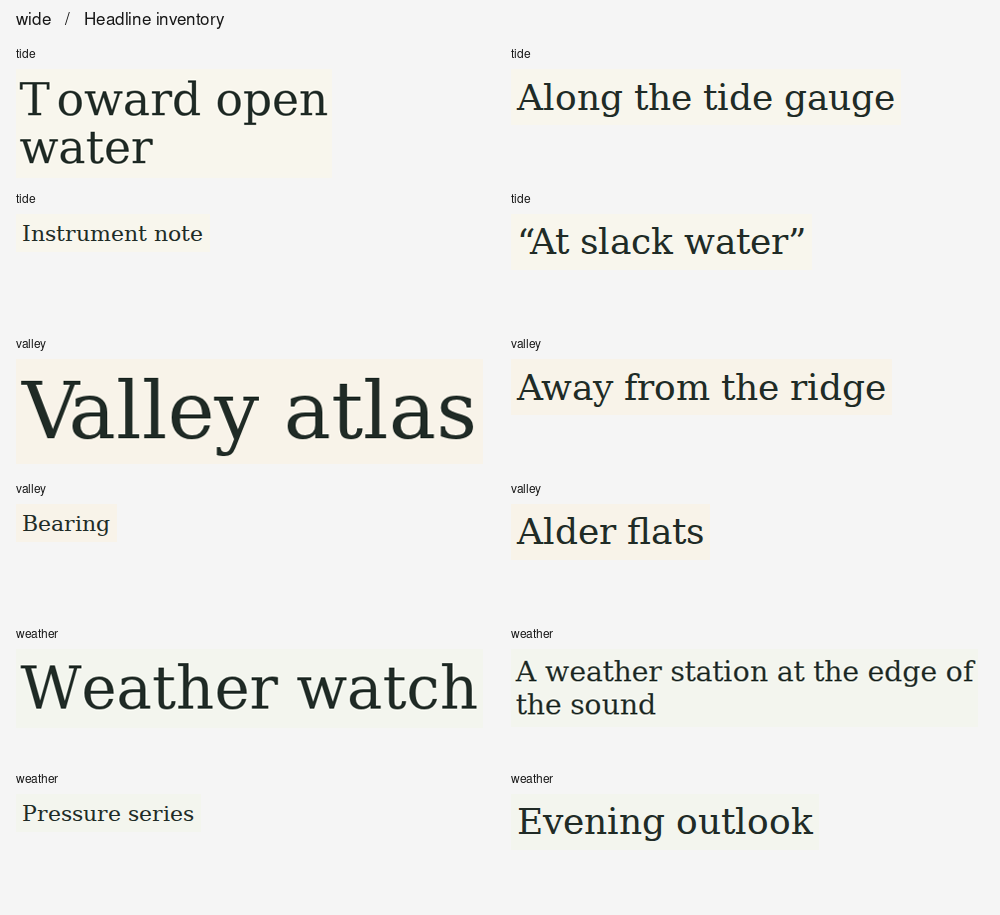 wide / Headline inventory
tide
Toward open
water
tide
Along the tide gauge
tide
Instrument note
tide
“At slack water”
valley
Valley atlas
valley
Away from the ridge
valley
Bearing
valley
Alder flats
weather
Weather watch
weather
A weather station at the edge of
the sound
weather
Pressure series
weather
Evening outlook